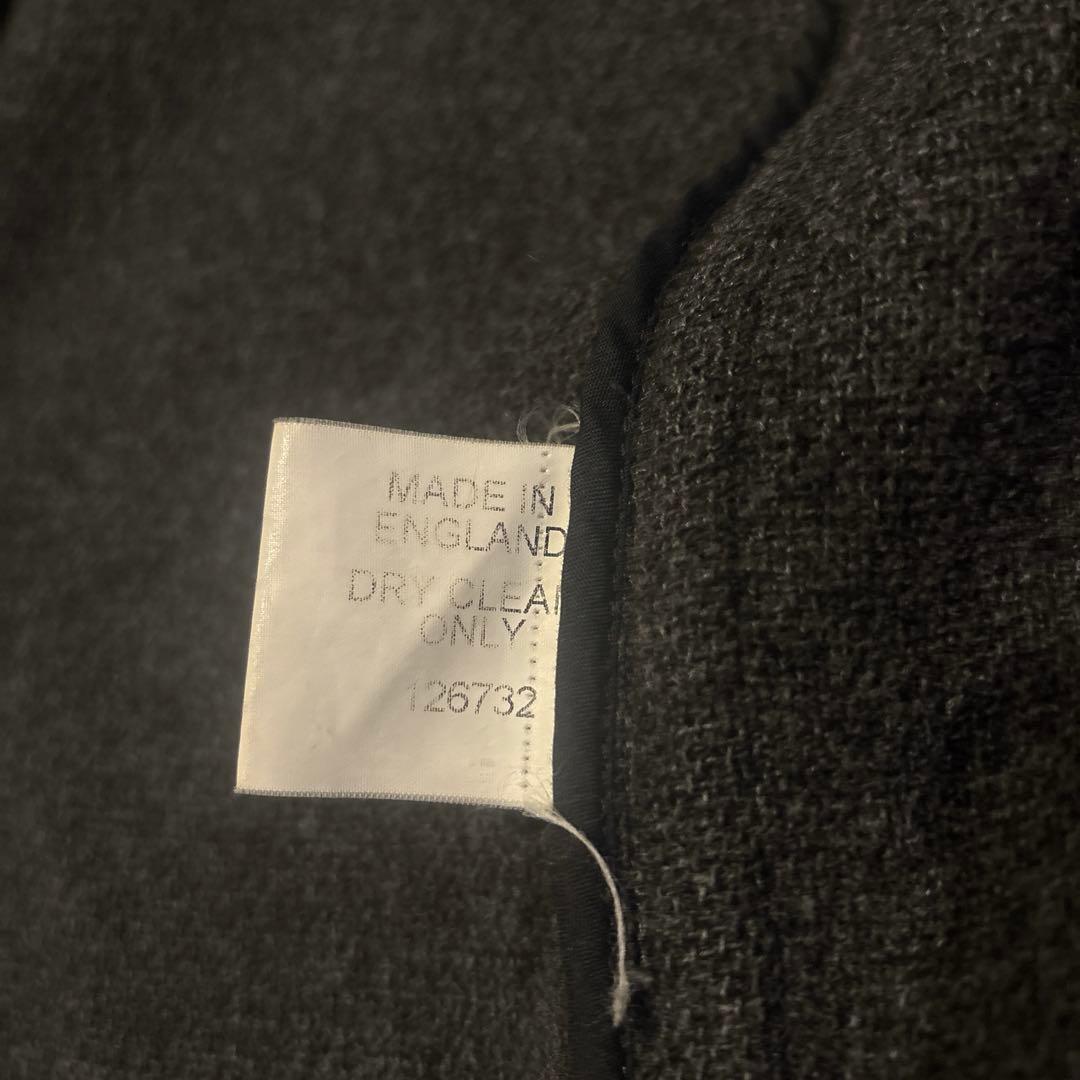 MADE IN
ENGLAND
DRY CLEAN
ONLY
126732